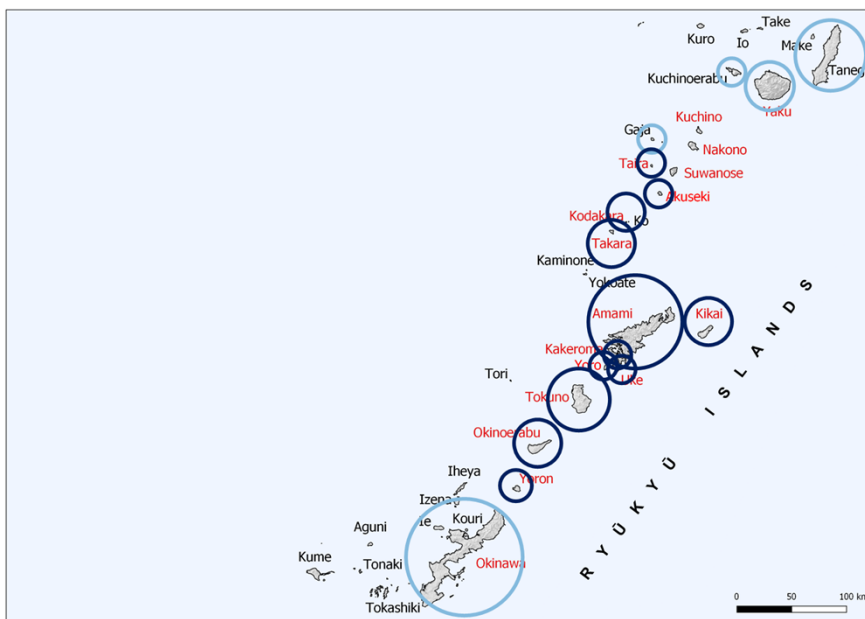 Take
Kuro
Io
Make
Kuchinoerabu
Yaku
Kuchino
Gaja
Nakono
Taira
Suwanose
Akuseki
Kodakara
Ko
Takara
Kaminone
Yokoate
Amami
Kikai
Kakeroma
Yoro
Uke
Tori
Tokuno
Okinoerabu
Iheya
Yoron
Izena
Ie
Kouri
Aguni
Kume
Tonaki
Okinawa
Tokashiki
RYŪKYŪ ISLANDS
0 50 100 km